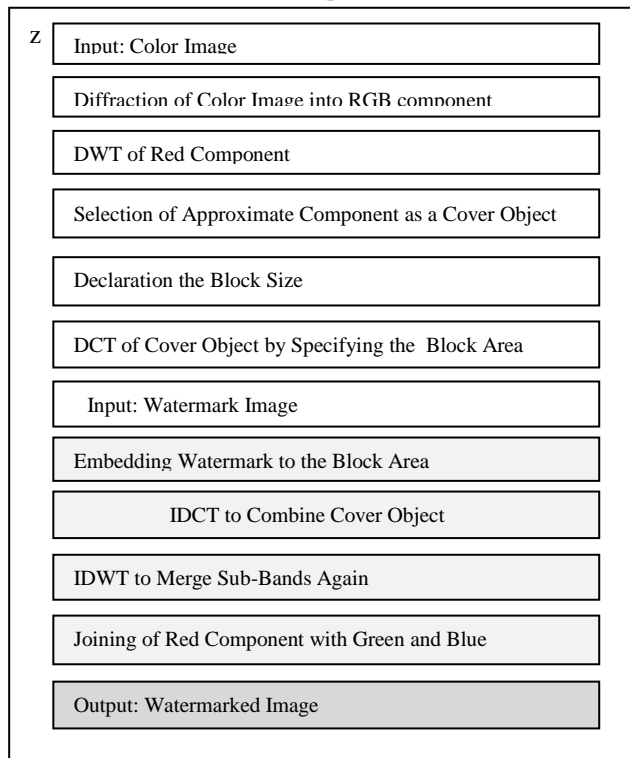 z
Input: Color Image
Diffraction of Color Image into RGB component
DWT of Red Component
Selection of Approximate Component as a Cover Object
Declaration the Block Size
DCT of Cover Object by Specifying the Block Area
Input: Watermark Image
Embedding Watermark to the Block Area
IDCT to Combine Cover Object
IDWT to Merge Sub-Bands Again
Joining of Red Component with Green and Blue
Output: Watermarked Image